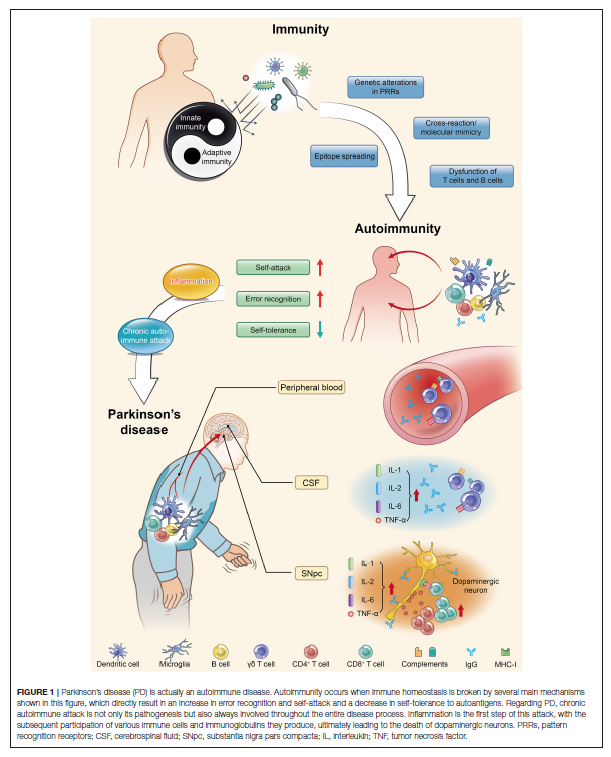 Immunity
Innate
immunity
Adaptive
immunity
Genetic alterations
in PRRs
Cross-reaction/
molecular mimicry
Epitope spreading
Dysfunction of
T cells and B cells
Autoimmunity
Inflammation
Self-attack
Error recognition
Chronic auto-
immune attack
Self-tolerance
Parkinson's
disease
Peripheral blood
CSF
IL-1
IL-2
IL-6
TNF-α
SNpc
IL-1
IL-2
IL-6
TNF-α
Dopaminergic
neuron
Dendritic cell
Microglia
B cell
γδ T cell
CD4⁺ T cell
CD8⁺ T cell
Complements
IgG
MHC-I
FIGURE 1 | Parkinson's disease (PD) is actually an autoimmune disease. Autoimmunity occurs when immune homeostasis is broken by several main mechanisms
shown in this figure, which directly result in an increase in error recognition and self-attack and a decrease in self-tolerance to autoantigens. Regarding PD, chronic
autoimmune attack is not only its pathogenesis but also always involved throughout the entire disease process. Inflammation is the first step of this attack, with the
subsequent participation of various immune cells and immunoglobulins they produce, ultimately leading to the death of dopaminergic neurons. PRRs, pattern
recognition receptors; CSF, cerebrospinal fluid; SNpc, substantia nigra pars compacta; IL, interleukin; TNF, tumor necrosis factor.